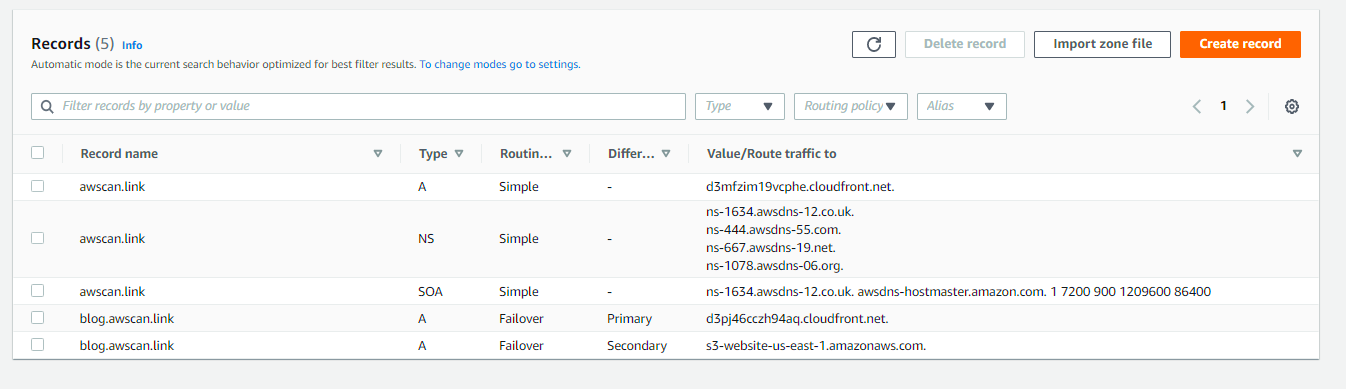 Records (5) Info
Delete record
Import zone file
Create record
Automatic mode is the current search behavior optimized for best filter results. To change modes go to settings.
Filter records by property or value
Type
Routing policy
Alias
1
Record name
Type
Routin...
Differ...
Value/Route traffic to
awscan.link A Simple - d3mfzim19vcphe.cloudfront.net.
ns-1634.awsdns-12.co.uk.
ns-444.awsdns-55.com.
awscan.link NS Simple -
ns-667.awsdns-19.net.
ns-1078.awsdns-06.org.
awscan.link SOA Simple - ns-1634.awsdns-12.co.uk. awsdns-hostmaster.amazon.com. 1 7200 900 1209600 86400
blog.awscan.link A Failover Primary d3pj46cczh94aq.cloudfront.net.
blog.awscan.link A Failover Secondary s3-website-us-east-1.amazonaws.com.